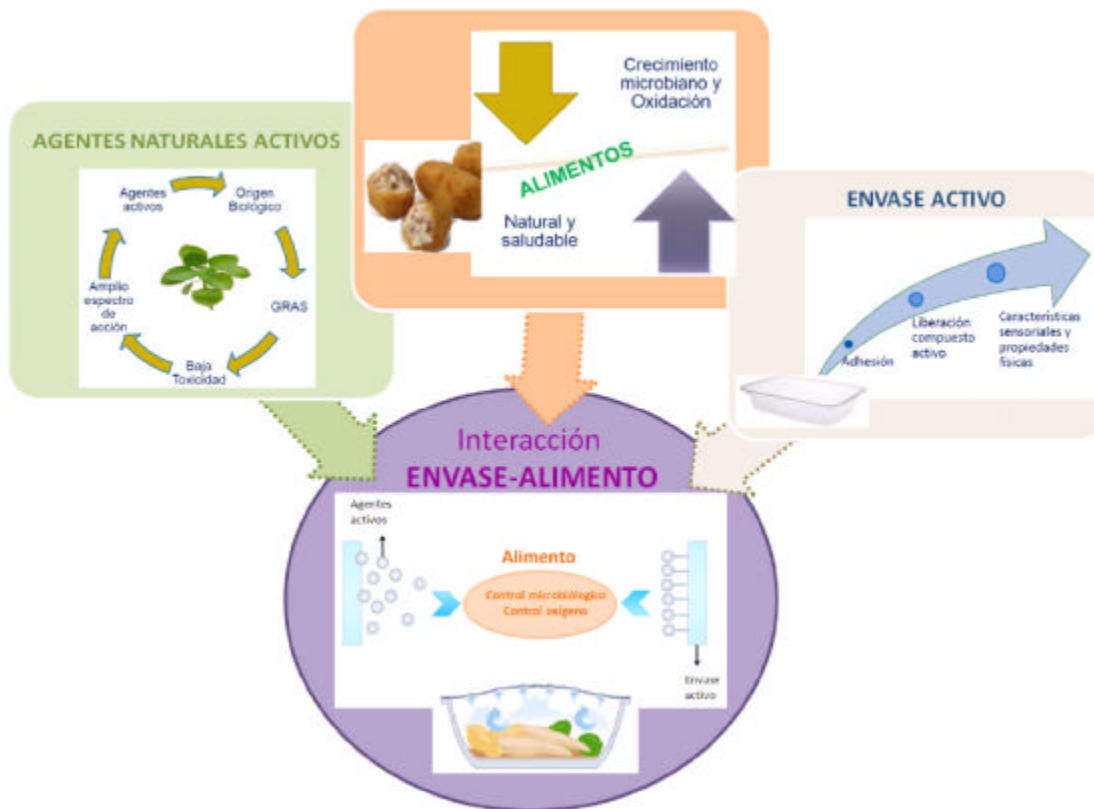 AGENTES NATURALES ACTIVOS
Agentes
activos
Origen
Biológico
GRAS
Baja
Toxicidad
Amplio
espectro
de
acción
Crecimiento
microbiano y
Oxidación
ALIMENTOS
Natural y
saludable
ENVASE ACTIVO
Adhesión
Liberación
compuesto
activo
Características
sensoriales y
propiedades
físicas
Interacción
ENVASE-ALIMENTO
Agentes
activos
Alimento
Control microbiológico
Control oxígeno
Envase
activo